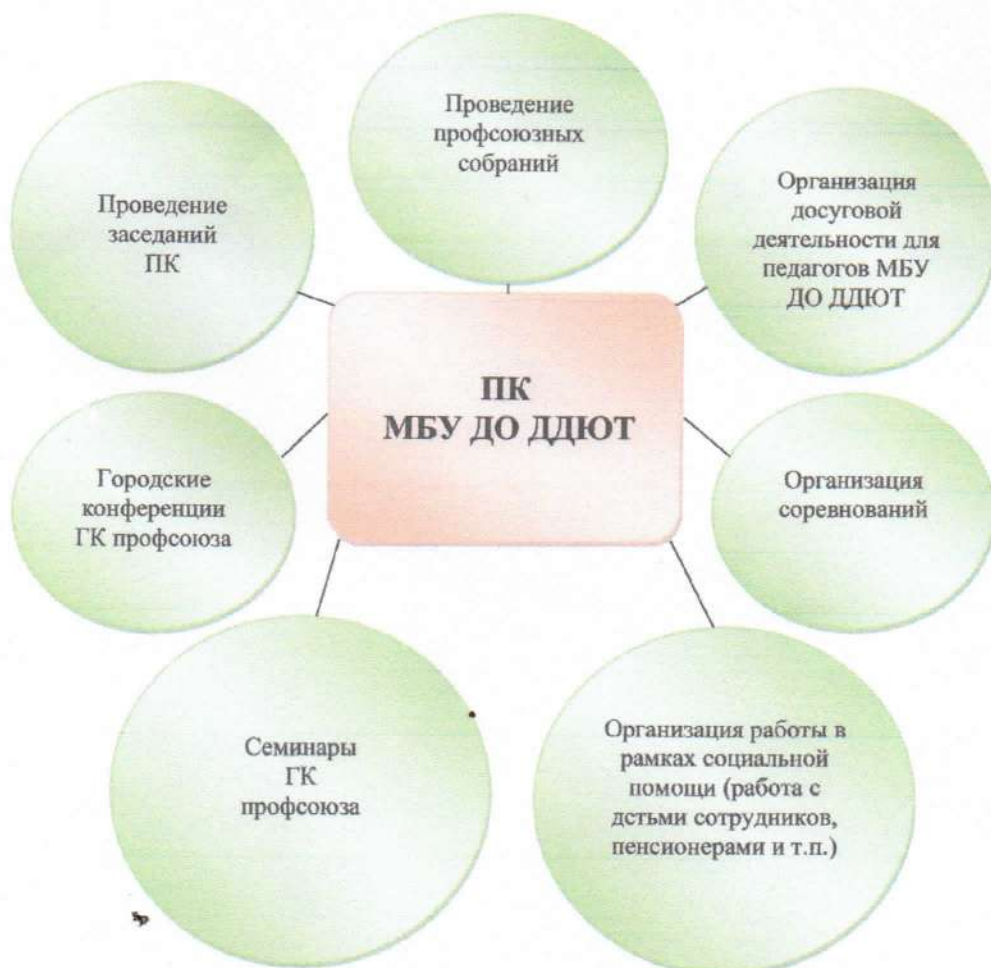 Проведение
профсоюзных
собраний
Проведение
заседаний
ПК
Организация
досуговой
деятельности для
педагогов МБУ
ДО ДДЮТ
ПК
МБУ ДО ДДЮТ
Городские
конференции
ГК профсоюза
Организация
соревнований
Семинары
ГК
профсоюза
Организация работы в
рамках социальной
помощи (работа с
детьми сотрудников,
пенсионерами и т.п.)